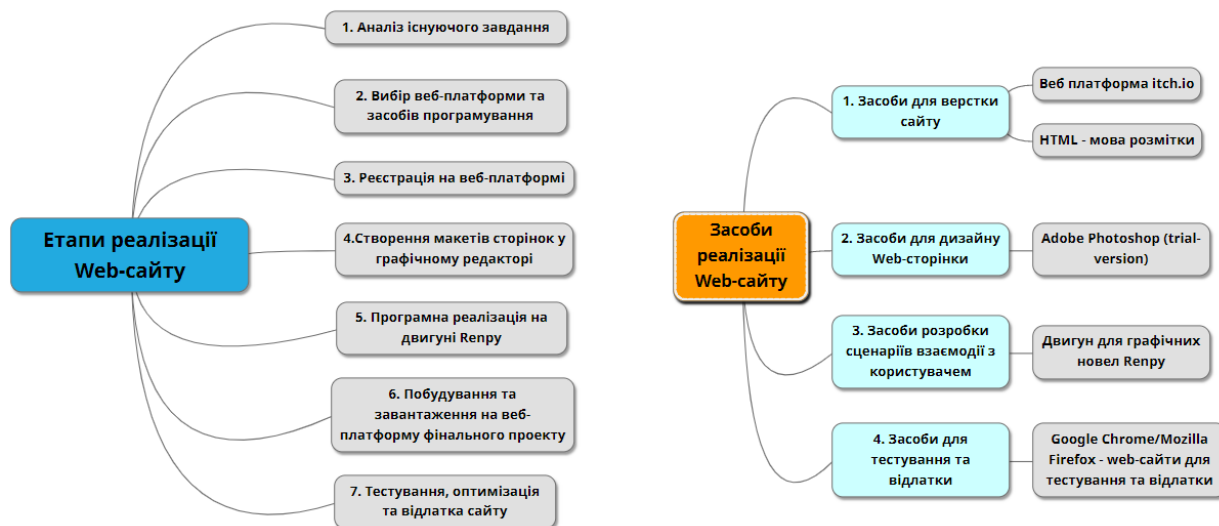 Етапи реалізації
Web-сайту
1. Аналіз існуючого завдання
2. Вибір веб-платформи та
засобів програмування
3. Реєстрація на веб-платформі
4.Створення макетів сторінок у
графічному редакторі
5. Програмна реалізація на
двигуні Renpy
6. Побудування та
завантаження на веб-
платформу фінального проекту
7. Тестування, оптимізація
та відлатка сайту
Засоби
реалізації
Web-сайту
1. Засоби для верстки
сайту
Веб платформа itch.io
HTML - мова розмітки
2. Засоби для дизайну
Web-сторінки
Adobe Photoshop (trial-
version)
3. Засоби розробки
сценаріїв взаємодії з
користувачем
Двигун для графічних
новел Renpy
4. Засоби для
тестування та
відлатки
Google Chrome/Mozilla
Firefox - web-сайти для
тестування та відлатки